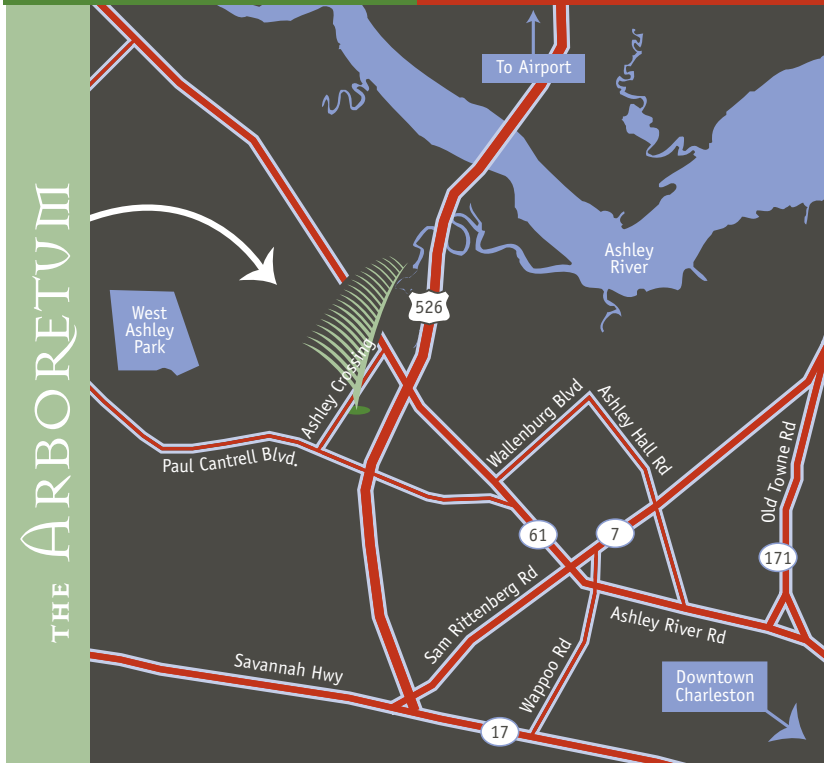 THE ARBORETUM
To Airport
Ashley
River
526
West
Ashley
Park
Ashley Crossing
Wallenburg Blvd
Ashley Hall Rd
Paul Cantrell Blvd.
Old Towne Rd
61
7
171
Sam Rittenberg Rd
Ashley River Rd
Wappoo Rd
Savannah Hwy
Downtown
Charleston
17